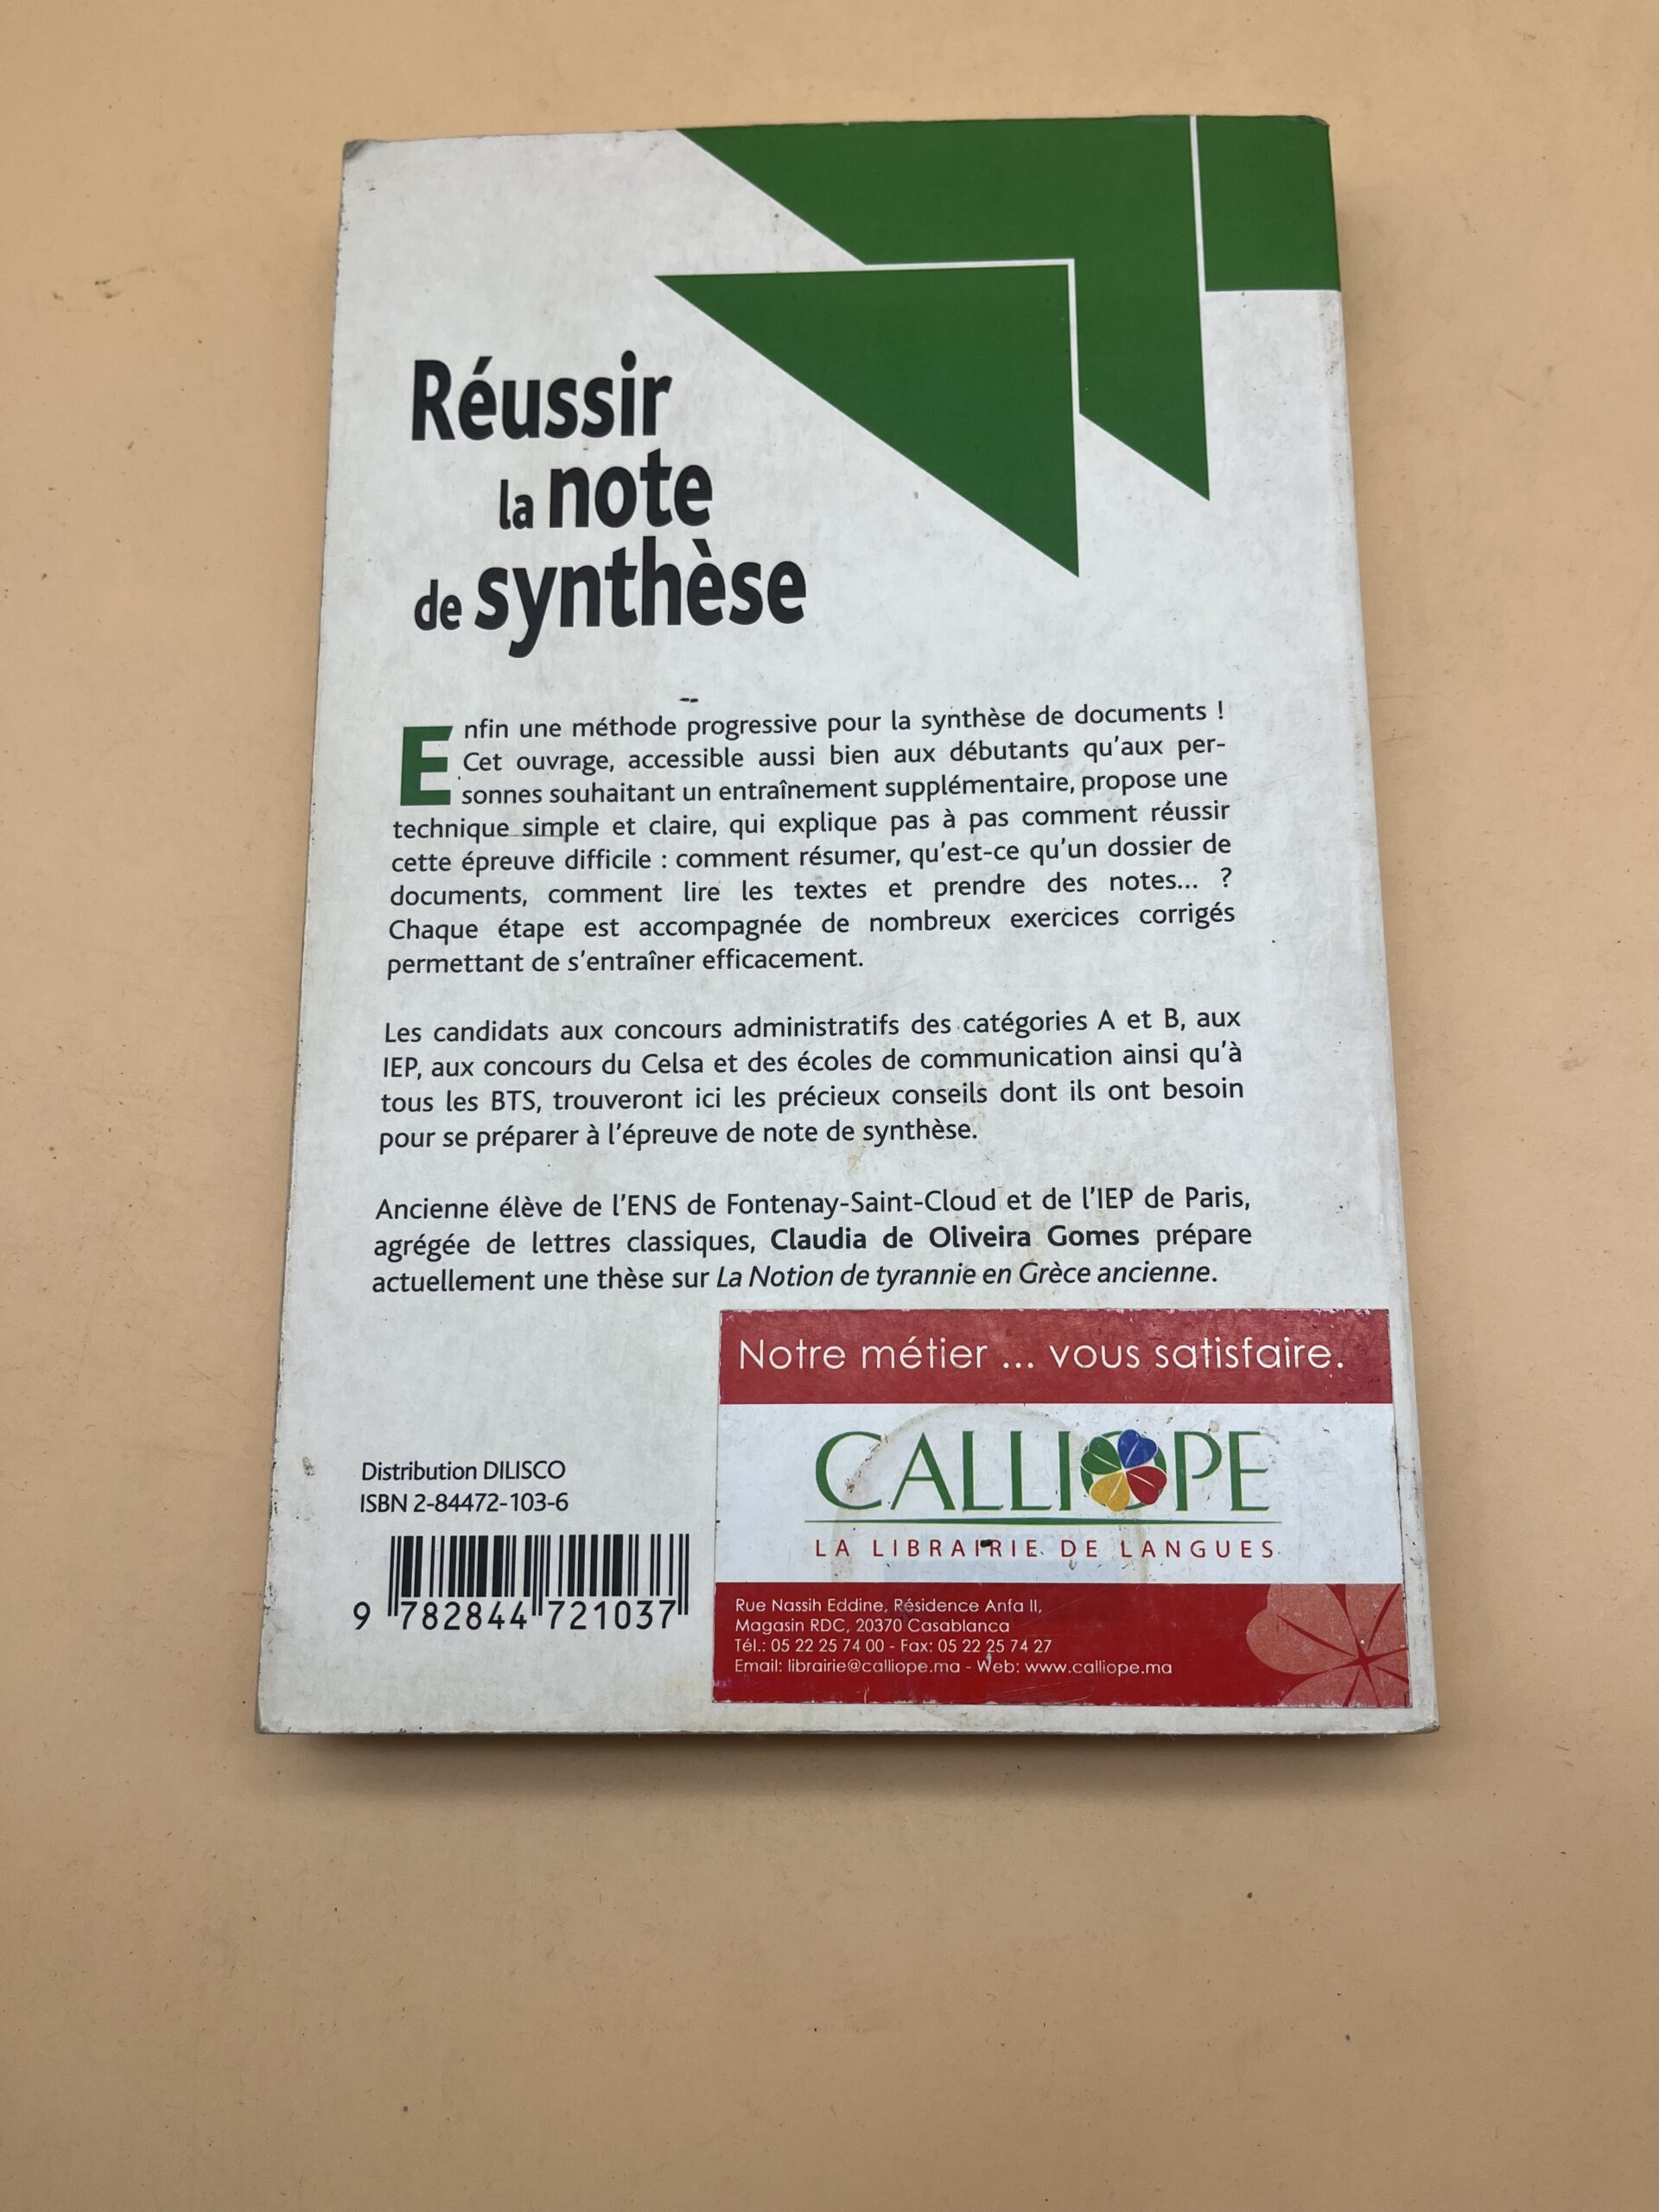 Réussir
la note
de synthèse
Enfin une méthode progressive pour la synthèse de documents !
Cet ouvrage, accessible aussi bien aux débutants qu'aux per-
sonnes souhaitant un entraînement supplémentaire, propose une
technique simple et claire, qui explique pas à pas comment réussir
cette épreuve difficile : comment résumer, qu'est-ce qu'un dossier de
documents, comment lire les textes et prendre des notes... ?
Chaque étape est accompagnée de nombreux exercices corrigés
permettant de s'entraîner efficacement.
Les candidats aux concours administratifs des catégories A et B, aux
IEP, aux concours du Celsa et des écoles de communication ainsi qu'à
tous les BTS, trouveront ici les précieux conseils dont ils ont besoin
pour se préparer à l'épreuve de note de synthèse.
Ancienne élève de l'ENS de Fontenay-Saint-Cloud et de l'IEP de Paris,
agrégée de lettres classiques, Claudia de Oliveira Gomes prépare
actuellement une thèse sur La Notion de tyrannie en Grèce ancienne.
Distribution DILISCO
ISBN 2-84472-103-6
9 782844 721037
Notre métier ... vous satisfaire.
CALLIOPE
LA LIBRAIRIE DE LANGUES
Rue Nassih Eddine, Résidence Anfa II,
Magasin RDC, 20370 Casablanca
Tél.: 05 22 25 74 00 - Fax: 05 22 25 74 27
Email: librairie@calliope.ma - Web: www.calliope.ma